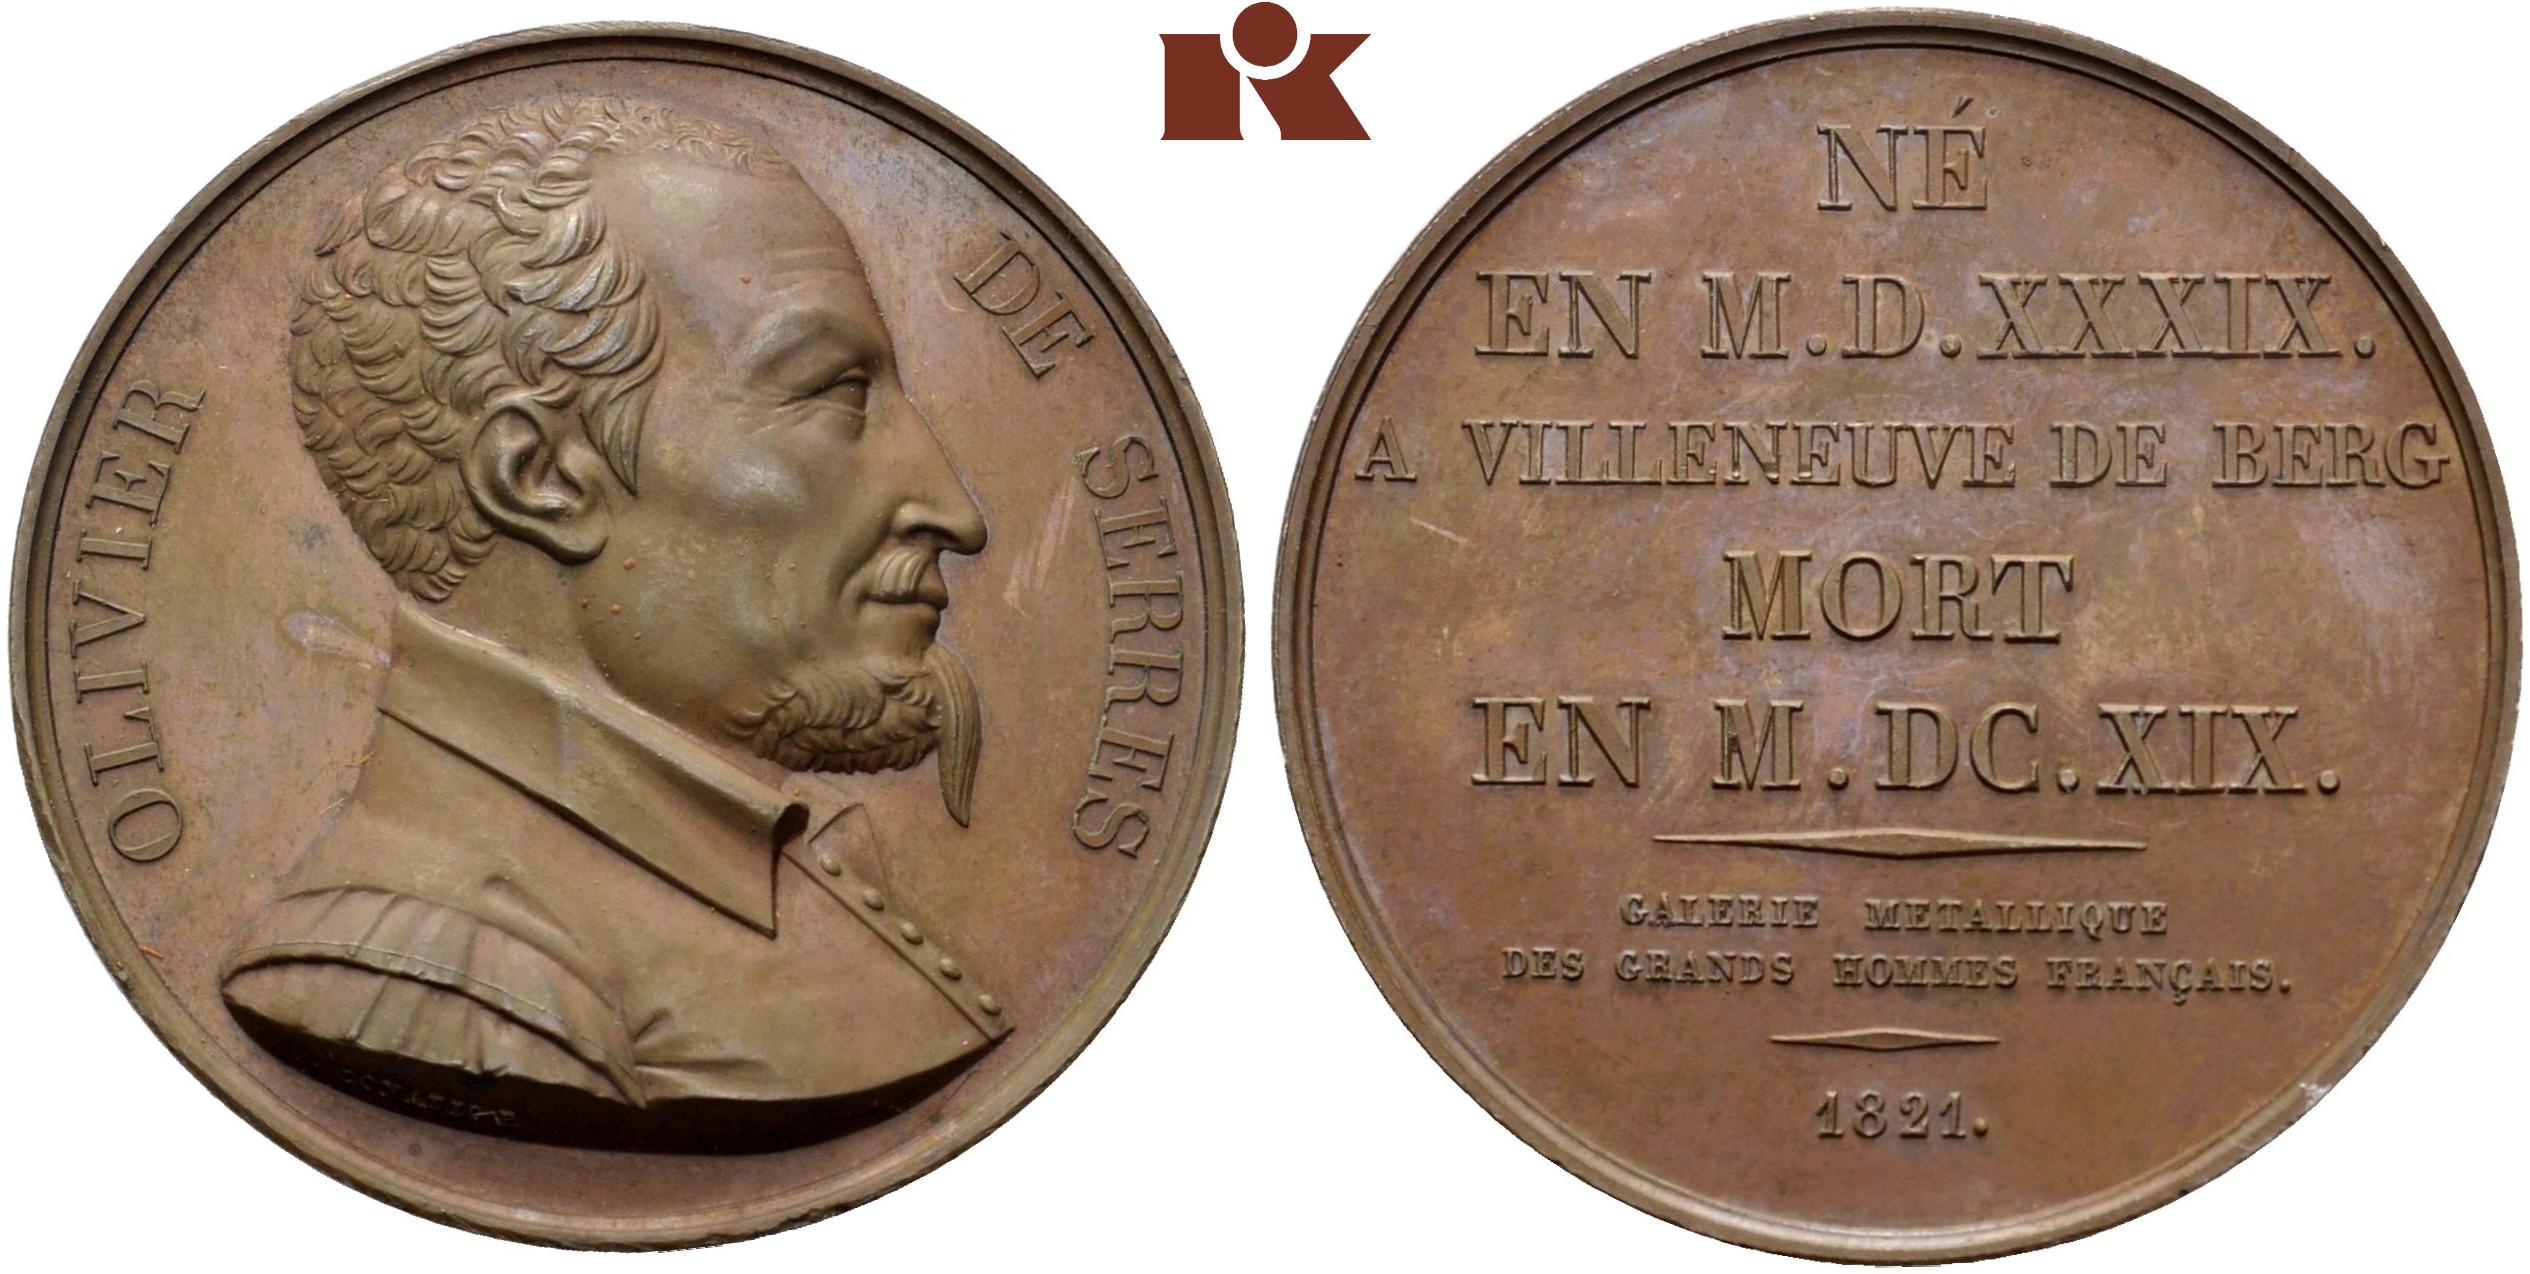 OLIVIER DE SERRES
NÉ
EN M.D.XXXIX.
A VILLENEUVE DE BERG
MORT
EN M.DC.XIX.
GALERIE METALLIQUE
DES GRANDS HOMMES FRANÇAIS.
1821.